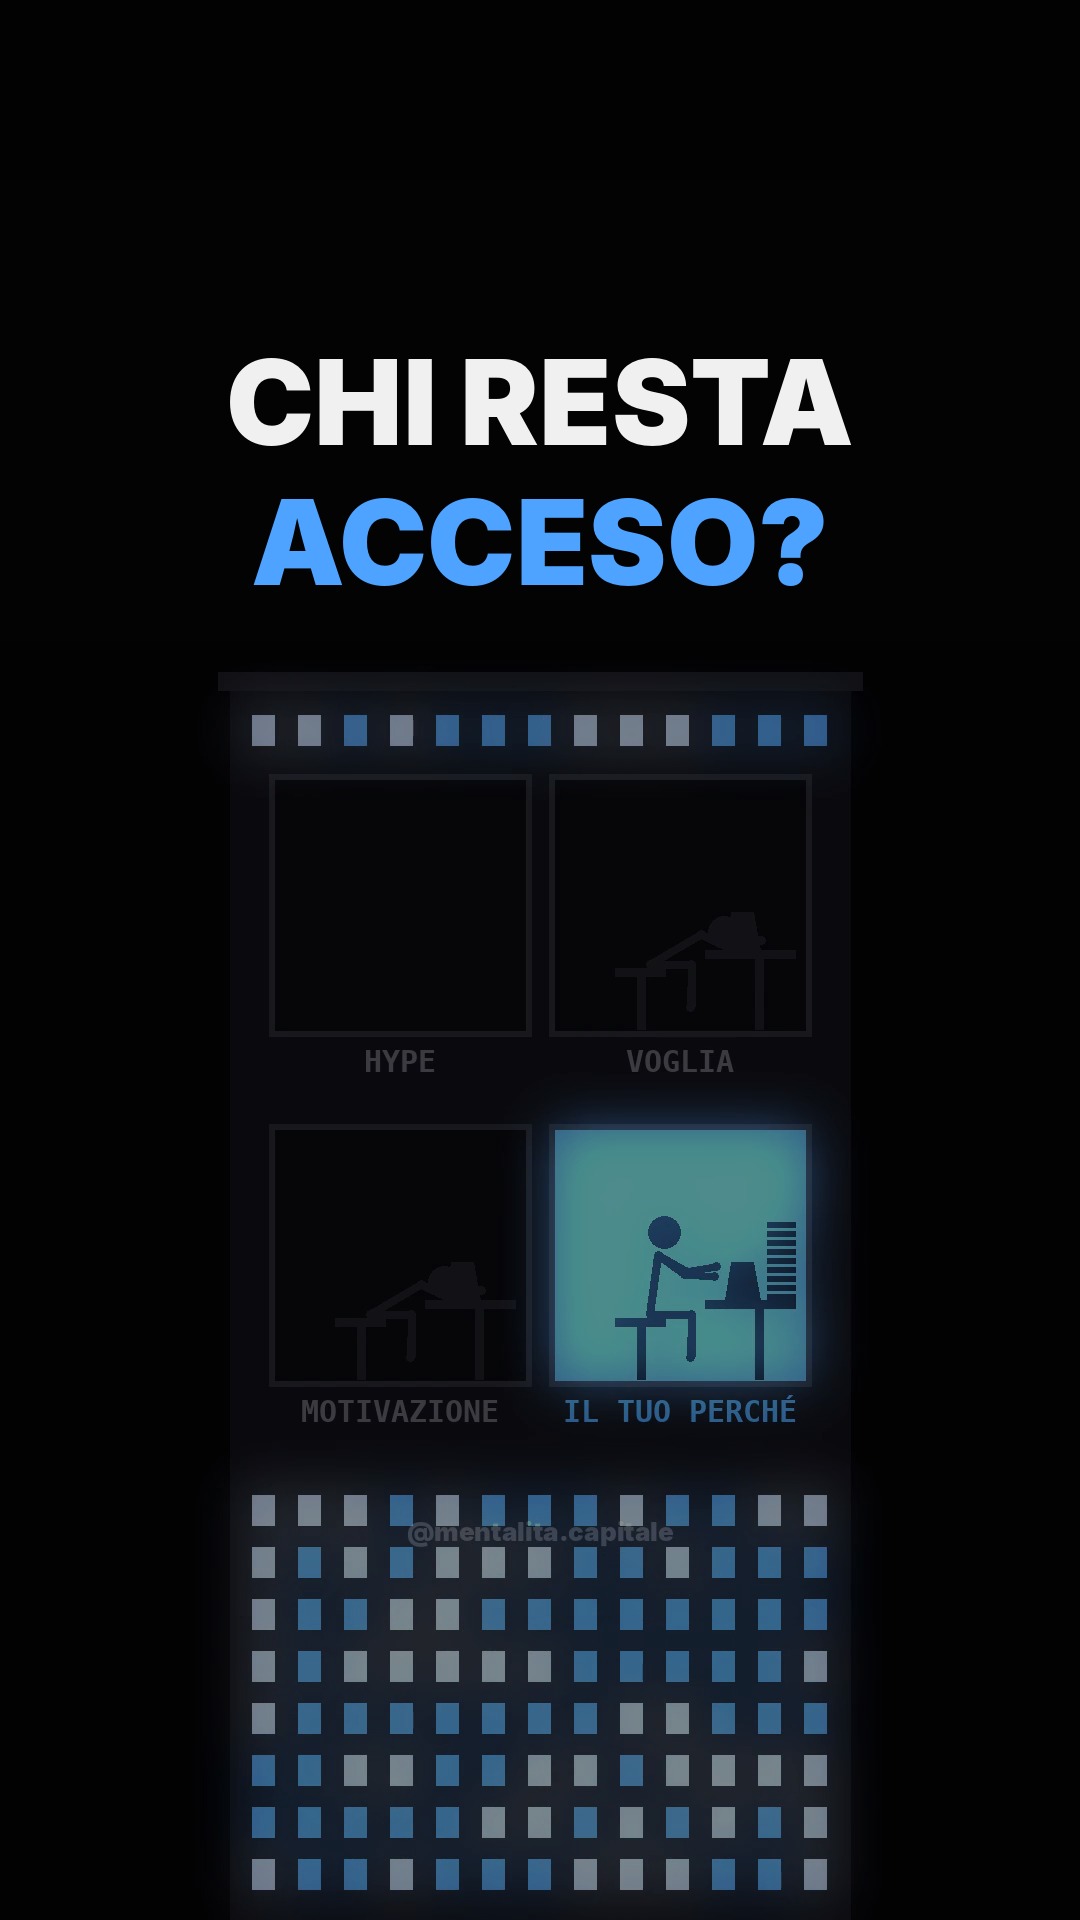 CHI RESTA
ACCESO?
HYPE
VOGLIA
MOTIVAZIONE
IL TUO PERCHÉ
@mentalita.capitale